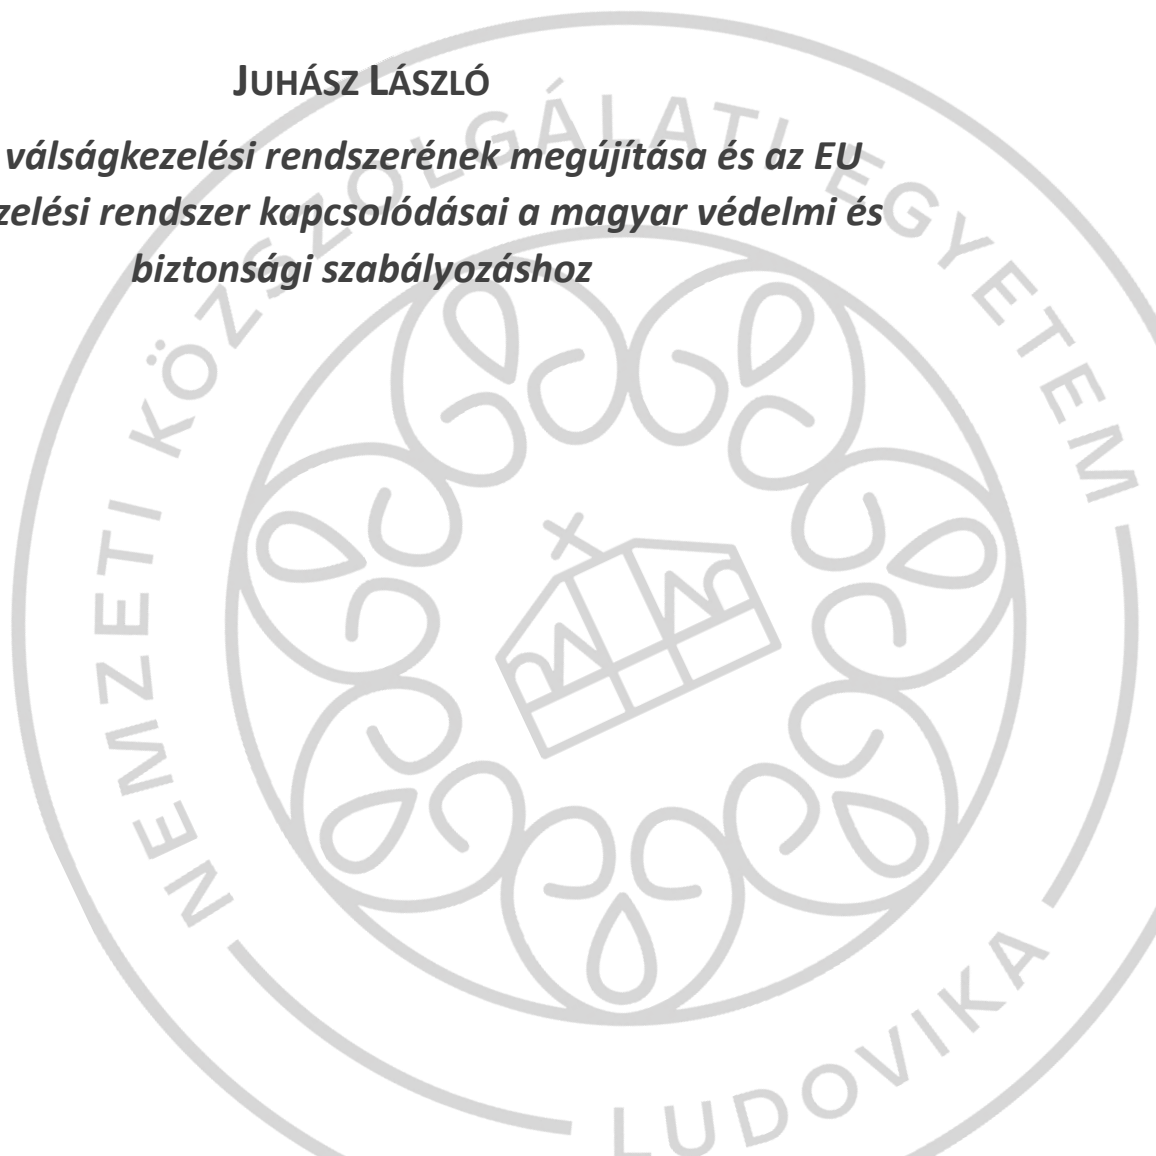 JUHÁSZ LÁSZLÓ
válságkezelési rendszerének megújítása és az EU
zelési rendszer kapcsolódásai a magyar védelmi és
biztonsági szabályozáshoz
NEMZETI KÖZSZOLGÁLATI EGYETEM
LUDOVIKA